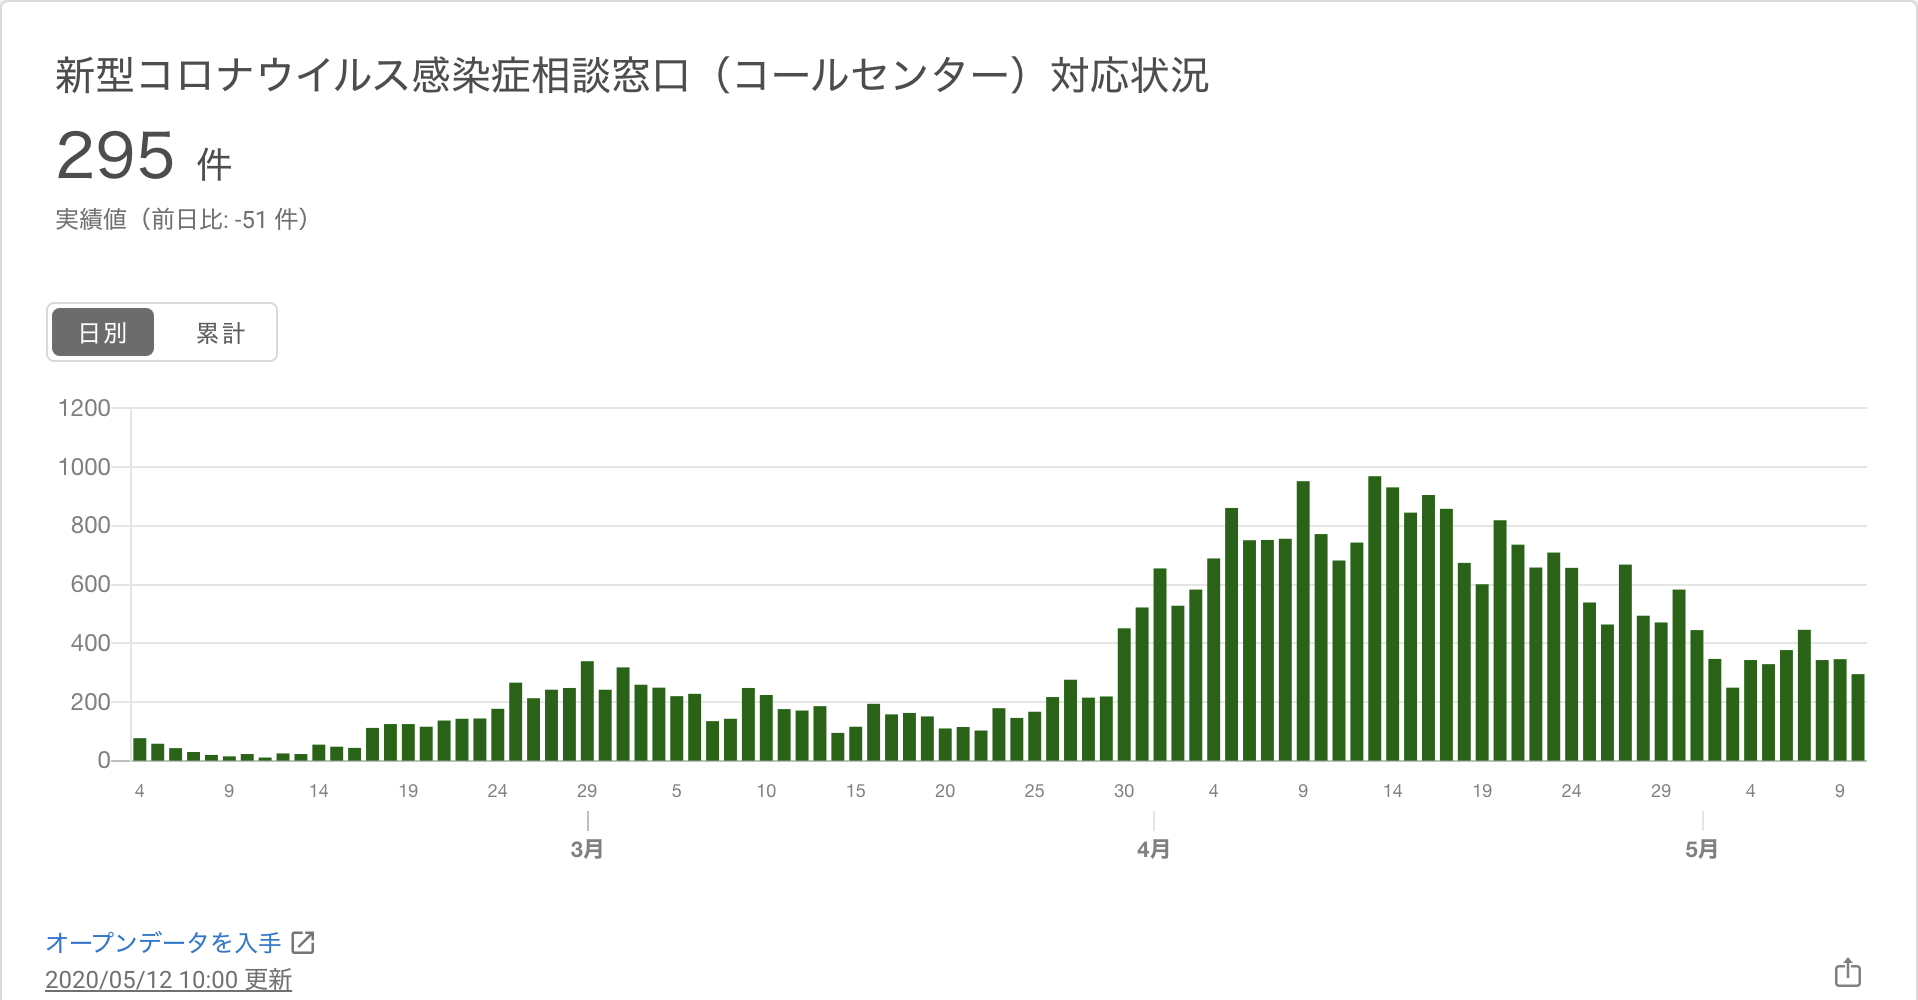 新型コロナウイルス感染症相談窓口（コールセンター）対応状況
295 件
実績値（前日比: -51 件）
日別 累計
1200
1000
800
600
400
200
0
4 9 14 19 24 29 5 10 15 20 25 30 4 9 14 19 24 29 4 9
3月 4月 5月
オープンデータを入手
2020/05/12 10:00 更新